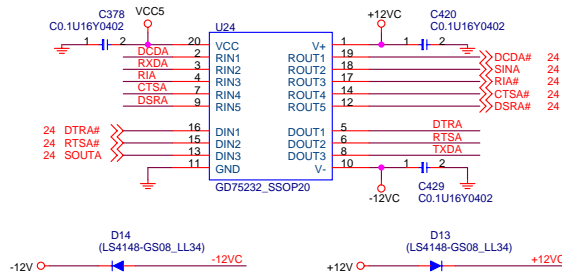 C378
C0.1U16Y0402
VCC5
U24
+12VC
C420
C0.1U16Y0402
1 2 20 VCC V+ 1 1 2
DCDA 2 RIN1 ROUT1 19 DCDA# 24
RXDA 3 RIN2 ROUT2 18 SINA 24
RIA 4 RIN3 ROUT3 17 RIA# 24
CTSA 7 RIN4 ROUT4 14 CTSA# 24
DSRA 9 RIN5 ROUT5 12 DSRA# 24
24 DTRA# 16 DIN1 DOUT1 5 DTRA
24 RTSA# 15 DIN2 DOUT2 6 RTSA
24 SOUTA 13 DIN3 DOUT3 8 TXDA
11 GND V- 10 1 2
GD75232_SSOP20
-12VC
C429
C0.1U16Y0402
D14
(LS4148-GS08_LL34)
-12V -12VC
D13
(LS4148-GS08_LL34)
+12V +12VC